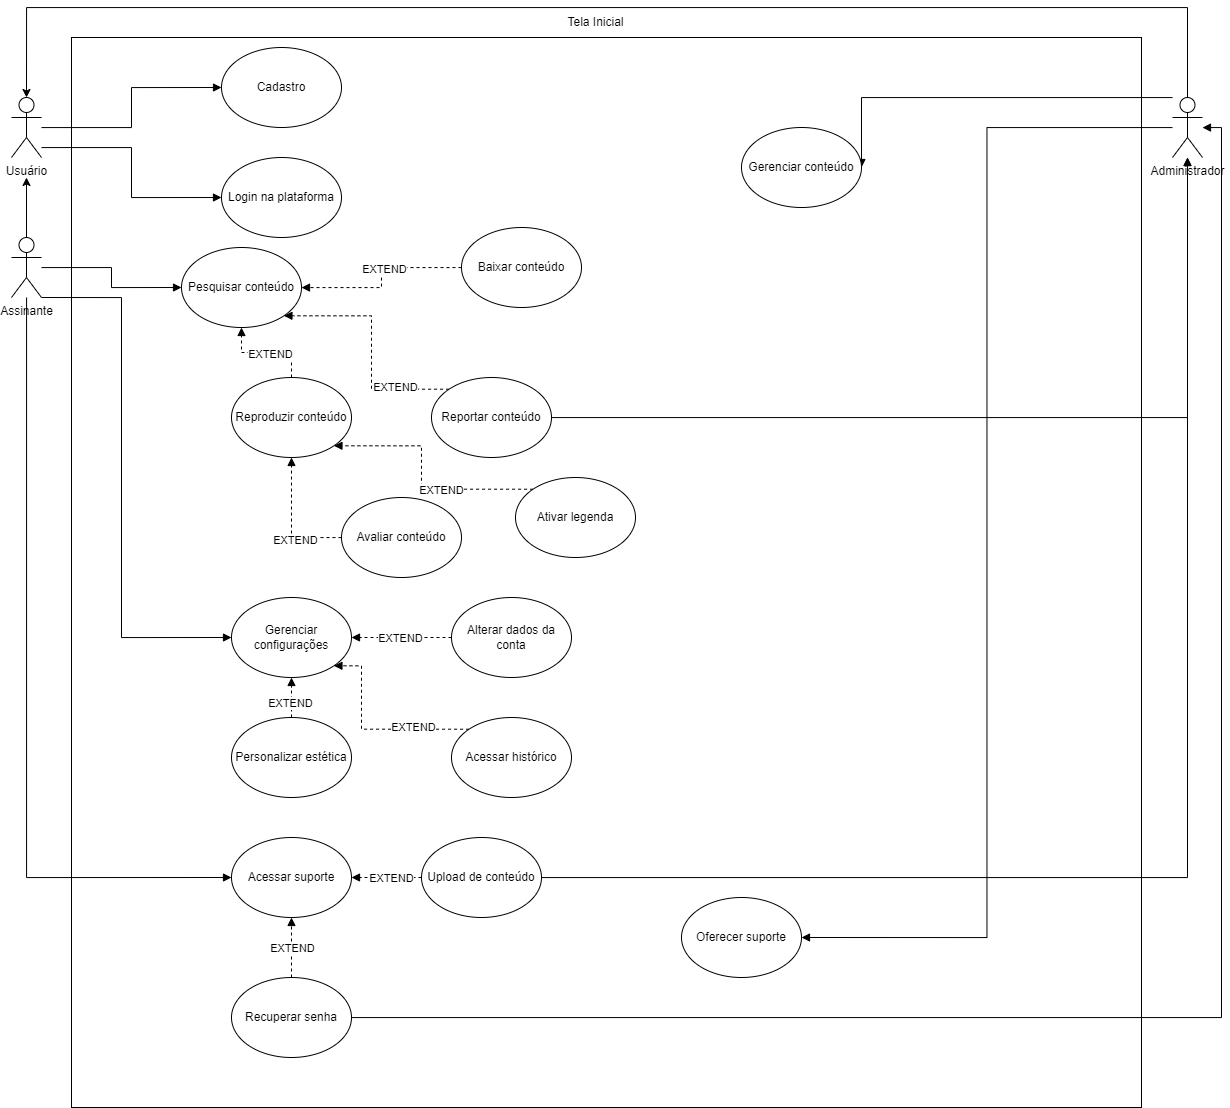 Tela Inicial
Cadastro
Usuário
Gerenciar conteúdo
Administrador
Login na plataforma
Assinante
Pesquisar conteúdo
EXTEND
Baixar conteúdo
EXTEND
EXTEND
Reproduzir conteúdo
Reportar conteúdo
EXTEND
Ativar legenda
EXTEND
Avaliar conteúdo
Gerenciar
configurações
EXTEND
Alterar dados da
conta
EXTEND
EXTEND
Personalizar estética
Acessar histórico
Acessar suporte
EXTEND
Upload de conteúdo
Oferecer suporte
EXTEND
Recuperar senha